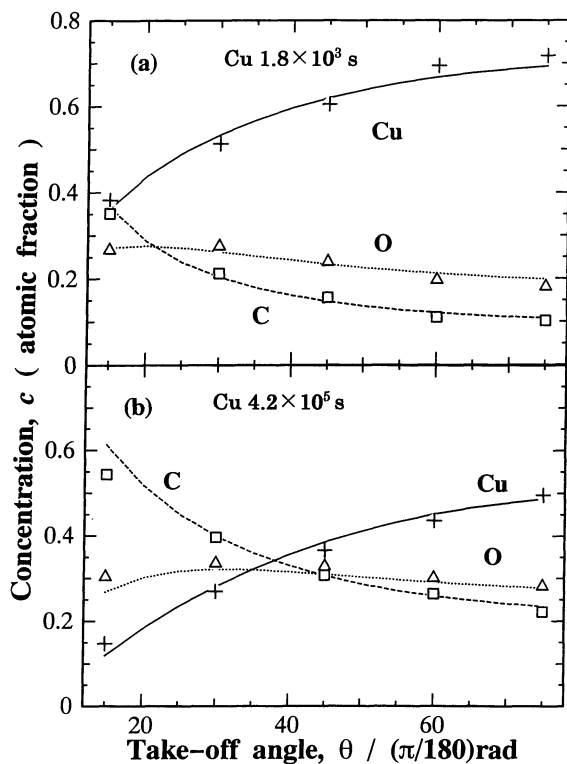 0.8
(a)
Cu 1.8×10³ s
0.6
Cu
0.4
O
0.2
C
0
Concentration, c ( atomic fraction )
(b)
Cu 4.2×10⁵ s
0.6
C
Cu
0.4
O
0.2
0
20
40
60
Take-off angle, θ / (π/180)rad